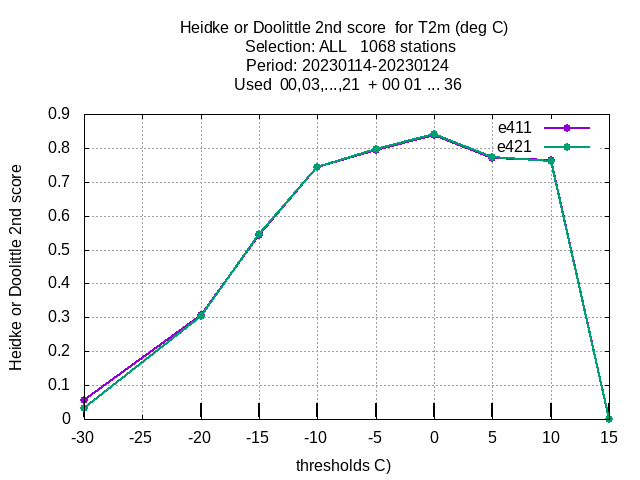 Heidke or Doolittle 2nd score  for T2m (deg C)
Selection: ALL   1068 stations
Period: 20230114-20230124
Used  00,03,...,21  + 00 01 ... 36
e411
e421
Heidke or Doolittle 2nd score
0.9
0.8
0.7
0.6
0.5
0.4
0.3
0.2
0.1
0
-30 -25 -20 -15 -10 -5 0 5 10 15
thresholds C)